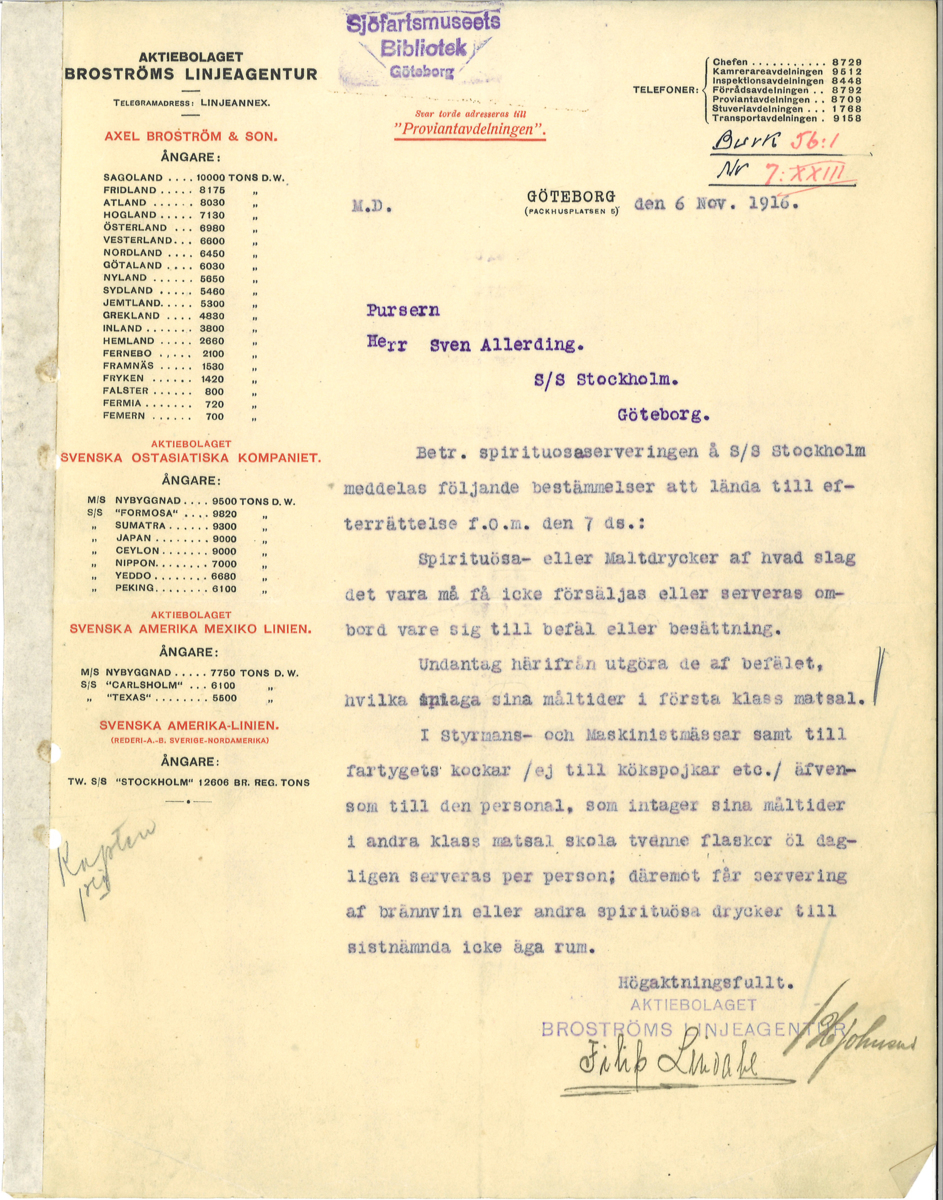 Sjöfartsmuseets
Bibliotek
Göteborg
AKTIEBOLAGET
BROSTRÖMS LINJEAGENTUR
TELEGRAMADRESS: LINJEANNEX.
AXEL BROSTRÖM & SON.
ÅNGARE:
SAGOLAND .... 10000 TONS D.W.
FRIDLAND ..... 8175 „
ATLAND ...... 8030 „
HOGLAND ..... 7130 „
ÖSTERLAND ... 6980 „
VESTERLAND... 6600 „
NORDLAND .... 6450 „
GÖTALAND .... 6030 „
NYLAND ...... 5650 „
SYDLAND ..... 5460 „
JEMTLAND..... 5300 „
GREKLAND .... 4830 „
INLAND ....... 3800 „
HEMLAND ..... 2660 „
FERNEBO ..... 2100 „
FRAMNÄS ..... 1530 „
FRYKEN ...... 1420 „
FALSTER ...... 800 „
FERMIA ....... 720 „
FEMERN ...... 700 „
AKTIEBOLAGET
SVENSKA OSTASIATISKA KOMPANIET.
ÅNGARE:
M/S NYBYGGNAD .... 9500 TONS D.W.
S/S "FORMOSA" .... 9820 „
„ SUMATRA ...... 9300 „
„ JAPAN ........ 9000 „
„ CEYLON ....... 9000 „
„ NIPPON........ 7000 „
„ YEDDO ........ 6680 „
„ PEKING........ 6100 „
AKTIEBOLAGET
SVENSKA AMERIKA MEXIKO LINIEN.
ÅNGARE:
M/S NYBYGGNAD ..... 7750 TONS D.W.
S/S "CARLSHOLM" ... 6100 „
„ "TEXAS" ........ 5500 „
SVENSKA AMERIKA-LINIEN.
(REDERI-A.-B. SVERIGE-NORDAMERIKA)
ÅNGARE:
TW. S/S "STOCKHOLM" 12606 BR. REG. TONS
Kapten
Svar torde adresseras till
"Proviantavdelningen".
TELEFONER:
Chefen ........... 8729
Kamrerareavdelningen 9512
Inspektionsavdelningen 8448
Förrådsavdelningen .. 8792
Proviantavdelningen .. 8709
Stuveriavdelningen ... 1768
Transportavdelningen . 9158
Burk 56:1
Nr 7:XXIII
M.D.
GÖTEBORG den 6 Nov. 1916.
(PACKHUSPLATSEN 5)
Pursern
Herr Sven Allerding.
S/S Stockholm.
Göteborg.
Betr. spirituosaserveringen å S/S Stockholm
meddelas följande bestämmelser att lända till ef-
terrättelse f.o.m. den 7 ds.:
Spirituösa- eller Maltdrycker af hvad slag
det vara må få icke försäljas eller serveras om-
bord vare sig till befäl eller besättning.
Undantag härifrån utgöra de af befälet,
hvilka intaga sina måltider i första klass matsal.
I Styrmans- och Maskinistmässar samt till
fartygets kockar /ej till kökspojkar etc./ äfven-
som till den personal, som intager sina måltider
i andra klass matsal skola tvenne flaskor öl dag-
ligen serveras per person; däremot får servering
af brännvin eller andra spirituösa drycker till
sistnämnda icke äga rum.
Högaktningsfullt.
AKTIEBOLAGET
BROSTRÖMS LINJEAGENTUR
Filip Lindahl